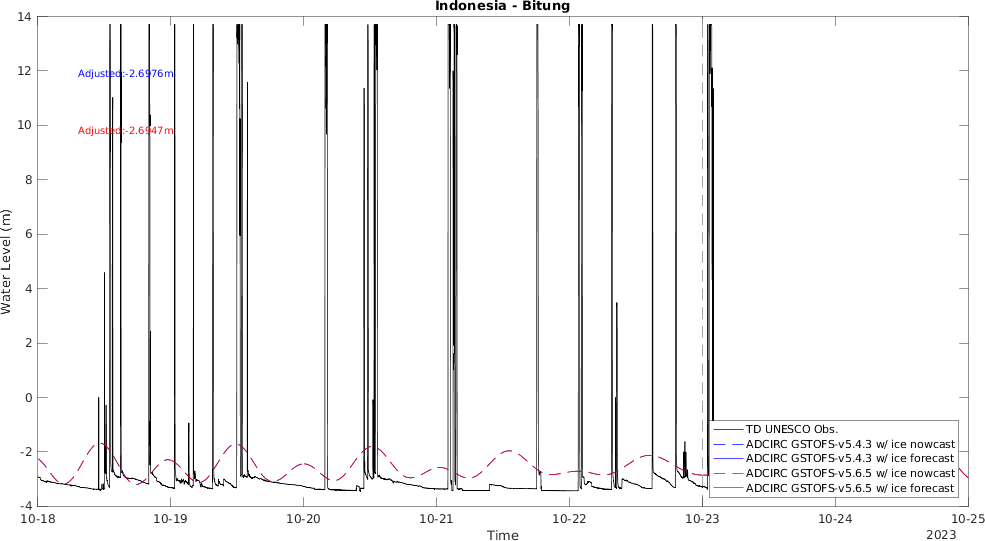 Indonesia - Bitung
14
12
10
8
6
4
2
0
-2
-4
Water Level (m)
Adjusted:-2.6976m
Adjusted:-2.6947m
TD UNESCO Obs.
ADCIRC GSTOFS-v5.4.3 w/ ice nowcast
ADCIRC GSTOFS-v5.4.3 w/ ice forecast
ADCIRC GSTOFS-v5.6.5 w/ ice nowcast
ADCIRC GSTOFS-v5.6.5 w/ ice forecast
10-18 10-19 10-20 10-21 10-22 10-23 10-24 10-25
Time
2023